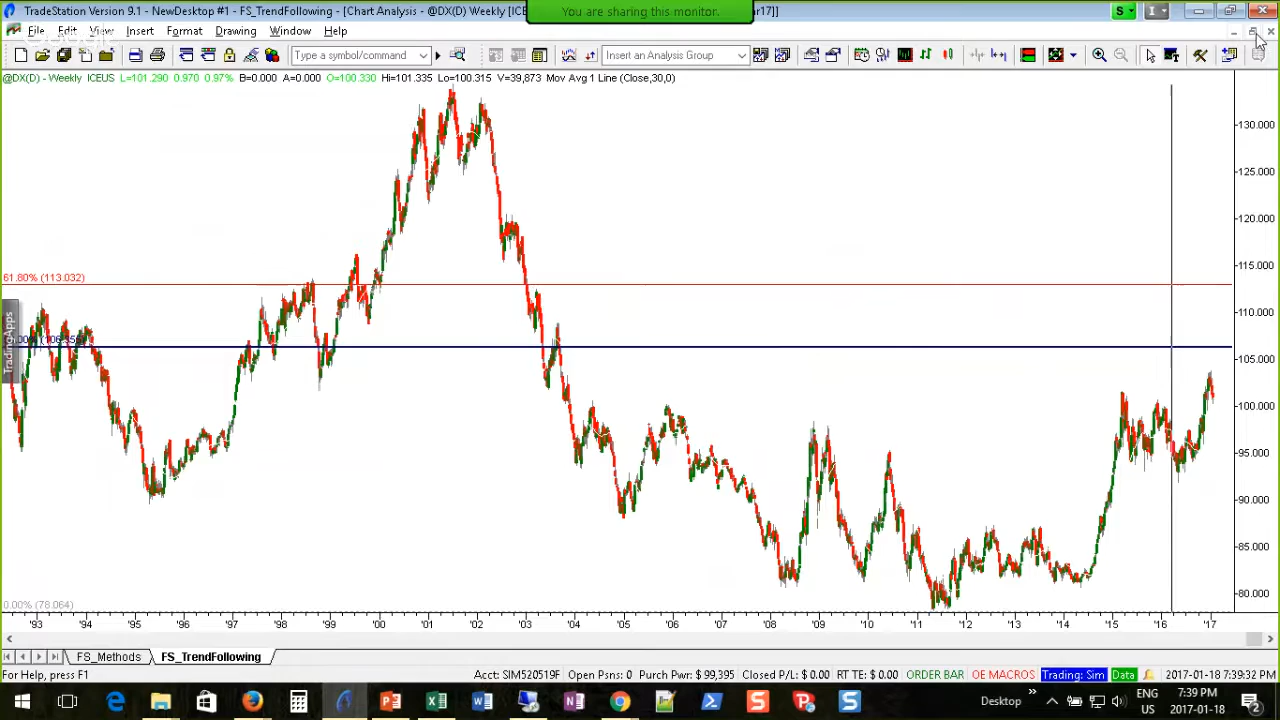 TradeStation Version 9.1 - NewDesktop #1 - FS_TrendFollowing - [Chart Analysis - @DX(D) Weekly [ICE
You are sharing this monitor.
ar17]]
S
I
File Edit View Insert Format Drawing Window Help
Type a symbol/command
Insert an Analysis Group
@DX(D) - Weekly ICEUS L=101.290 0.970 0.97% B=0.000 A=0.000 O=100.330 Hi=101.335 Lo=100.315 V=39,873 Mov Avg 1 Line (Close,30,0)
130.000
125.000
120.000
115.000
61.80% (113.032)
110.000
105.000
TradingApps
100.000
95.000
90.000
85.000
80.000
0.00% (78.064)
'93 '94 '95 '96 '97 '98 '99 '00 '01 '02 '03 '04 '05 '06 '07 '08 '09 '10 '11 '12 '13 '14 '15 '16 '17
FS_Methods FS_TrendFollowing
For Help, press F1
Acct: SIM520519F Open Psns: 0 Purch Pwr: $ 99,395 Closed P/L: $ 0.00 RT TE: $ 0.00 ORDER BAR OE MACROS Trading: Sim Data 2017-01-18 7:39:32 PM
Desktop
ENG
US
7:39 PM
2017-01-18
2